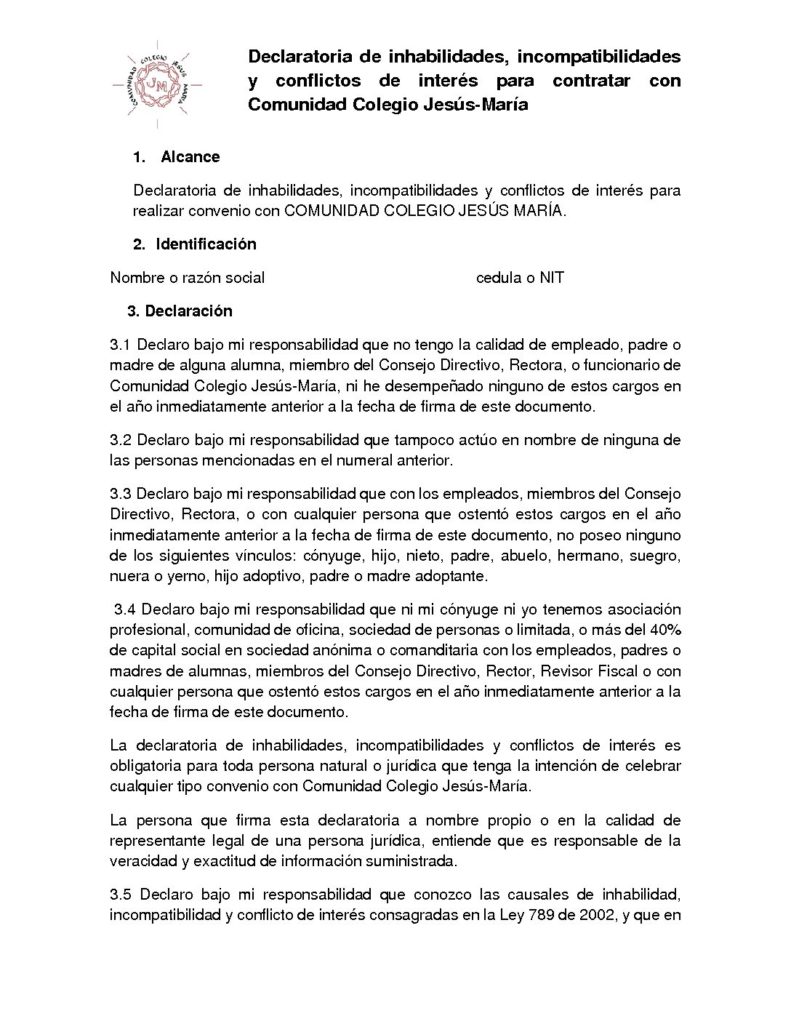 COMUNIDAD COLEGIO JESUS MARÍA
JM
Declaratoria de inhabilidades, incompatibilidades
y conflictos de interés para contratar con
Comunidad Colegio Jesús-María
1. Alcance
Declaratoria de inhabilidades, incompatibilidades y conflictos de interés para
realizar convenio con COMUNIDAD COLEGIO JESÚS MARÍA.
2. Identificación
Nombre o razón social cedula o NIT
3. Declaración
3.1 Declaro bajo mi responsabilidad que no tengo la calidad de empleado, padre o
madre de alguna alumna, miembro del Consejo Directivo, Rectora, o funcionario de
Comunidad Colegio Jesús-María, ni he desempeñado ninguno de estos cargos en
el año inmediatamente anterior a la fecha de firma de este documento.
3.2 Declaro bajo mi responsabilidad que tampoco actúo en nombre de ninguna de
las personas mencionadas en el numeral anterior.
3.3 Declaro bajo mi responsabilidad que con los empleados, miembros del Consejo
Directivo, Rectora, o con cualquier persona que ostentó estos cargos en el año
inmediatamente anterior a la fecha de firma de este documento, no poseo ninguno
de los siguientes vínculos: cónyuge, hijo, nieto, padre, abuelo, hermano, suegro,
nuera o yerno, hijo adoptivo, padre o madre adoptante.
3.4 Declaro bajo mi responsabilidad que ni mi cónyuge ni yo tenemos asociación
profesional, comunidad de oficina, sociedad de personas o limitada, o más del 40%
de capital social en sociedad anónima o comanditaria con los empleados, padres o
madres de alumnas, miembros del Consejo Directivo, Rector, Revisor Fiscal o con
cualquier persona que ostentó estos cargos en el año inmediatamente anterior a la
fecha de firma de este documento.
La declaratoria de inhabilidades, incompatibilidades y conflictos de interés es
obligatoria para toda persona natural o jurídica que tenga la intención de celebrar
cualquier tipo convenio con Comunidad Colegio Jesús-María.
La persona que firma esta declaratoria a nombre propio o en la calidad de
representante legal de una persona jurídica, entiende que es responsable de la
veracidad y exactitud de información suministrada.
3.5 Declaro bajo mi responsabilidad que conozco las causales de inhabilidad,
incompatibilidad y conflicto de interés consagradas en la Ley 789 de 2002, y que en